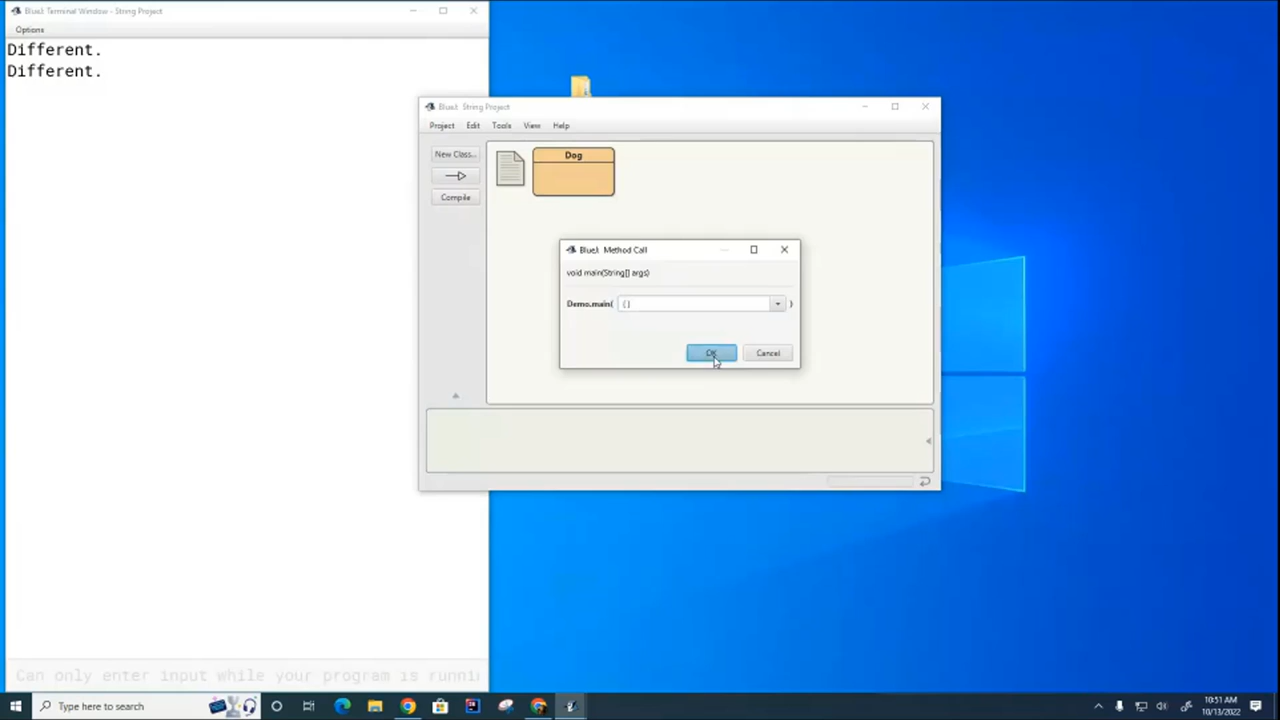 BlueJ: Terminal Window - String Project
Options
Different.
Different.
Can only enter input while your program is runni
BlueJ: String Project
Project Edit Tools View Help
New Class...
Compile
Dog
BlueJ: Method Call
void main(String[] args)
Demo.main( { } )
OK
Cancel
Type here to search
10:51 AM
10/13/2022